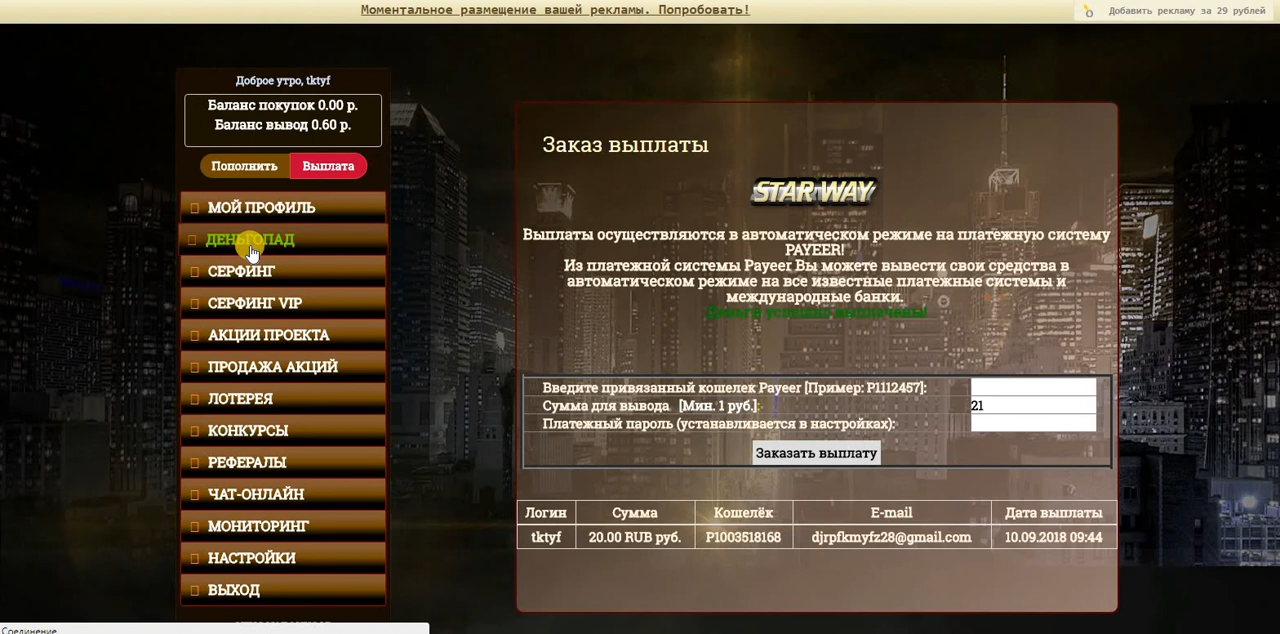 Моментальное размещение вашей рекламы. Попробовать!
Добавить рекламу за 29 рублей
Доброе утро, tktyf
Баланс покупок 0.00 р.
Баланс вывод 0.60 р.
Пополнить
Выплата
МОЙ ПРОФИЛЬ
ДЕНЬГОПАД
СЕРФИНГ
СЕРФИНГ VIP
АКЦИИ ПРОЕКТА
ПРОДАЖА АКЦИЙ
ЛОТЕРЕЯ
КОНКУРСЫ
РЕФЕРАЛЫ
ЧАТ-ОНЛАЙН
МОНИТОРИНГ
НАСТРОЙКИ
ВЫХОД
Заказ выплаты
STAR WAY
Выплаты осуществляются в автоматическом режиме на платежную систему
PAYEER!
Из платежной системы Payeer Вы можете вывести свои средства в
автоматическом режиме на все известные платежные системы и
международные банки.
Деньги успешно выплачены!
Введите привязанный кошелек Payeer [Пример: P1112457]:
Сумма для вывода [Мин. 1 руб.]: 21
Платежный пароль (устанавливается в настройках):
Заказать выплату
Логин Сумма Кошелёк E-mail Дата выплаты
tktyf 20.00 RUB руб. P1003518168 djrpfkmyfz28@gmail.com 10.09.2018 09:44
Соединение